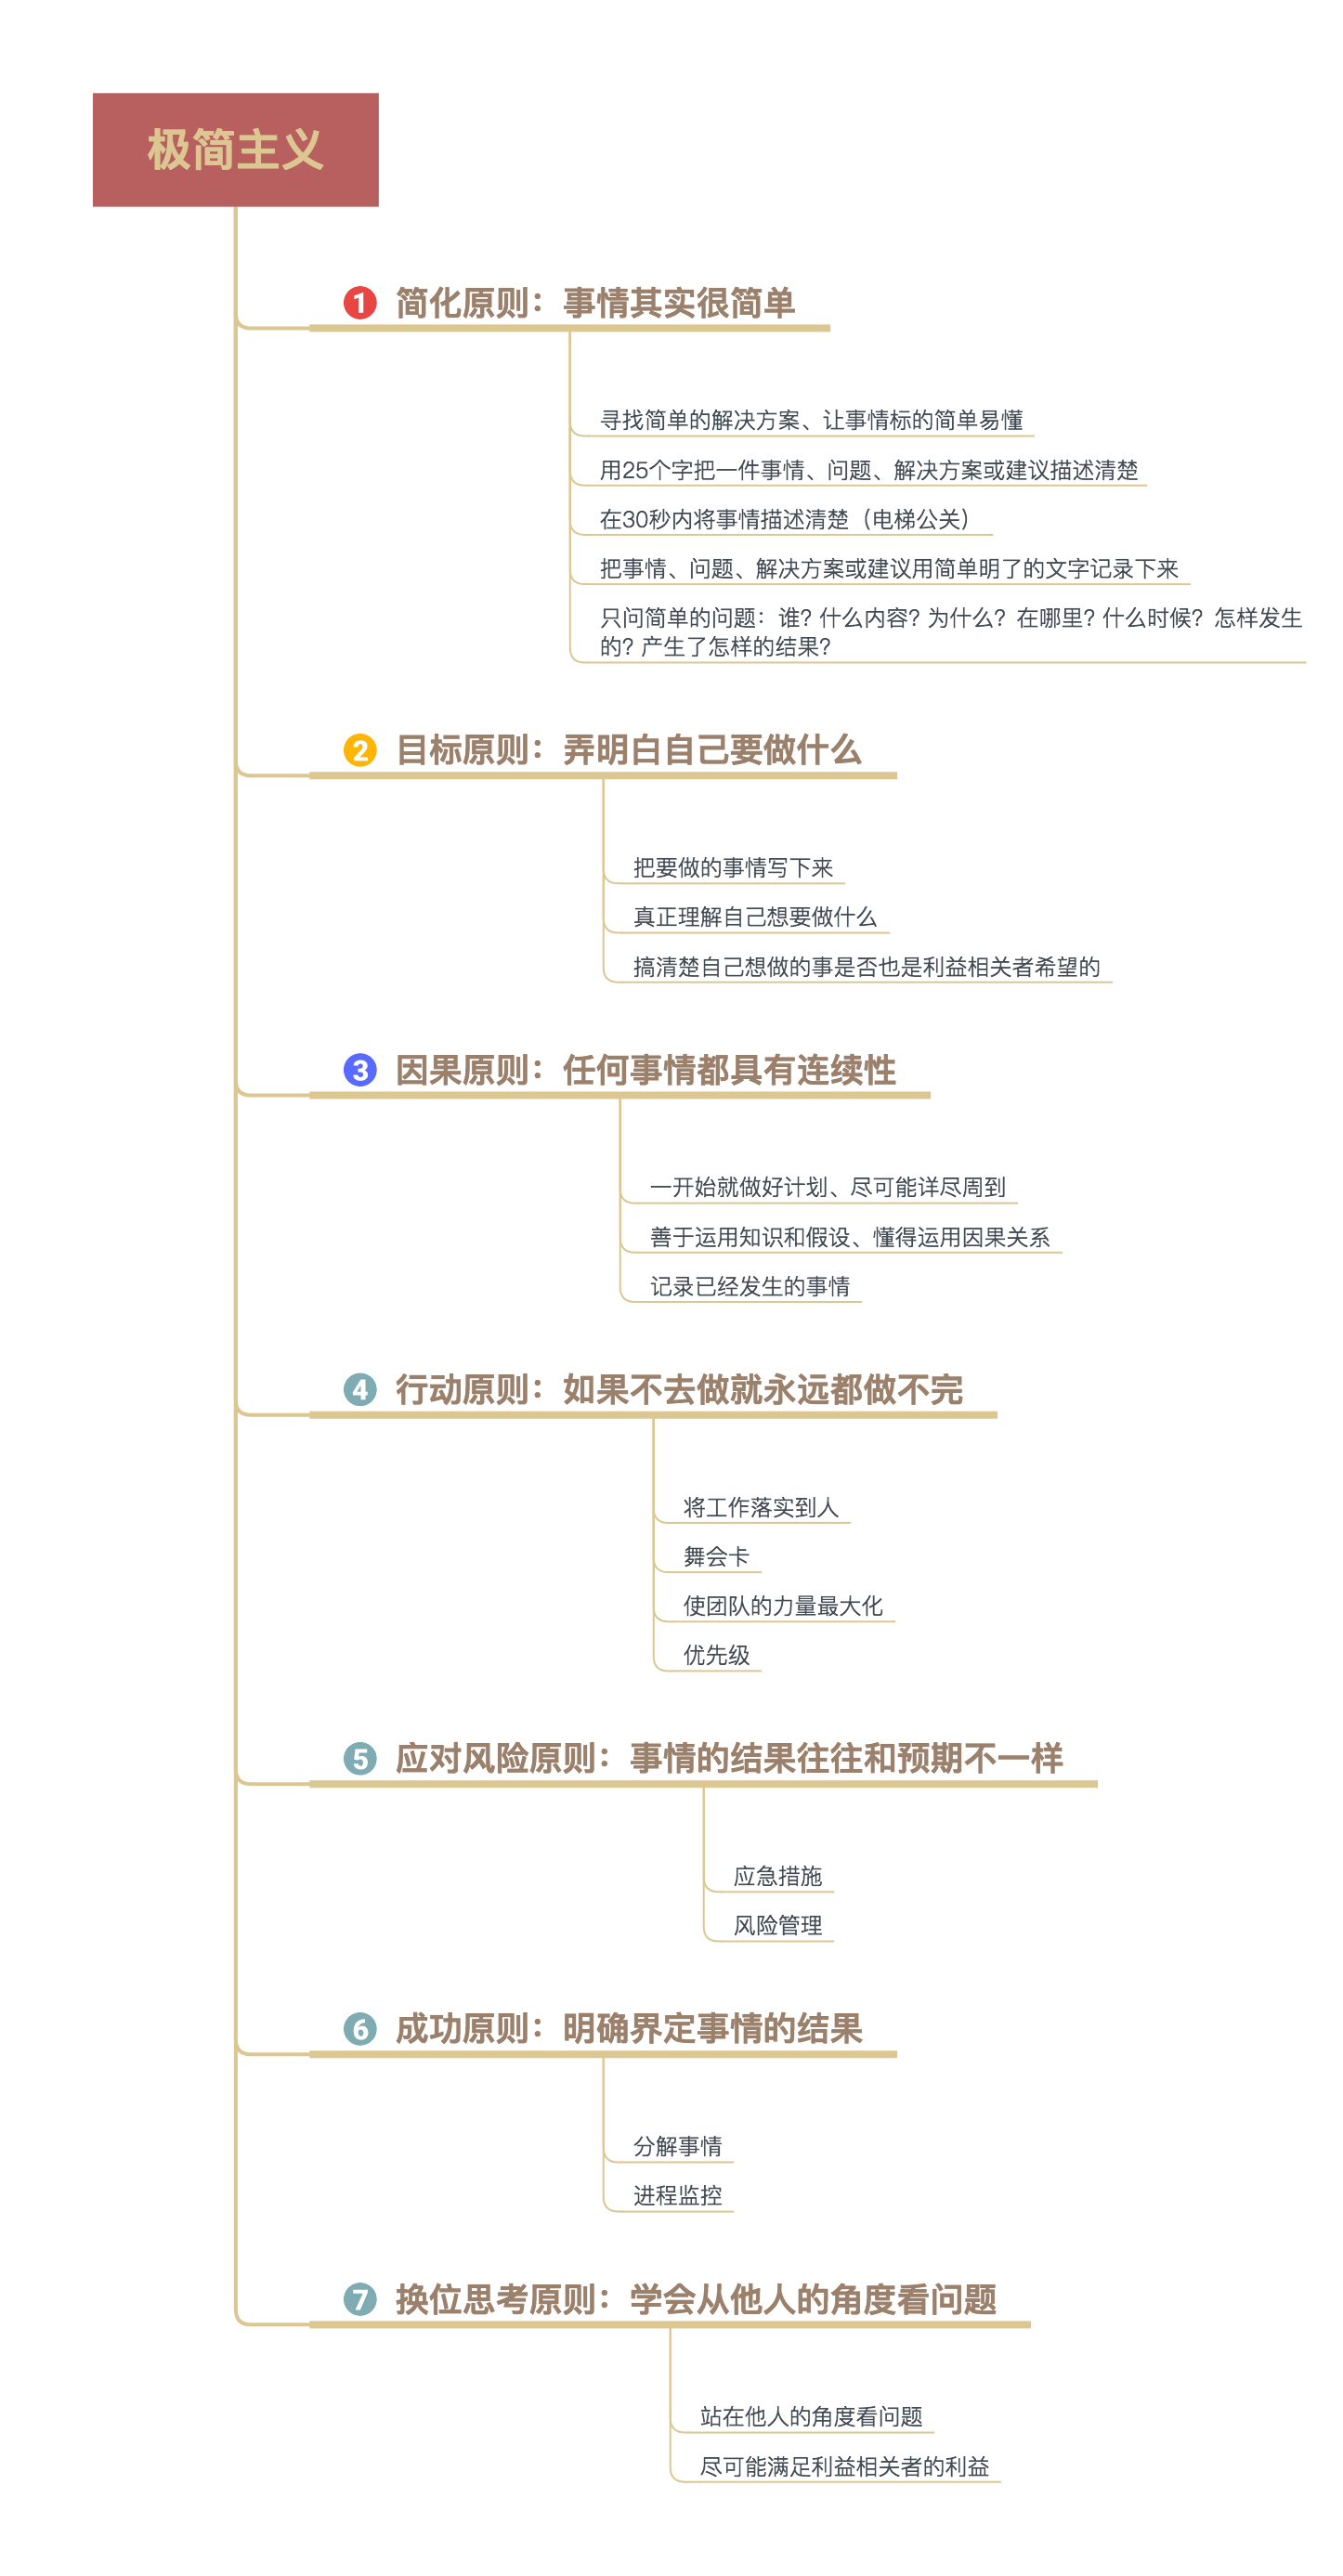 极简主义
1 简化原则：事情其实很简单
寻找简单的解决方案、让事情标的简单易懂
用25个字把一件事情、问题、解决方案或建议描述清楚
在30秒内将事情描述清楚（电梯公关）
把事情、问题、解决方案或建议用简单明了的文字记录下来
只问简单的问题：谁？什么内容？为什么？在哪里？什么时候？怎样发生
的？产生了怎样的结果？
2 目标原则：弄明白自己要做什么
把要做的事情写下来
真正理解自己想要做什么
搞清楚自己想做的事是否也是利益相关者希望的
3 因果原则：任何事情都具有连续性
一开始就做好计划、尽可能详尽周到
善于运用知识和假设、懂得运用因果关系
记录已经发生的事情
4 行动原则：如果不去做就永远都做不完
将工作落实到人
舞会卡
使团队的力量最大化
优先级
5 应对风险原则：事情的结果往往和预期不一样
应急措施
风险管理
6 成功原则：明确界定事情的结果
分解事情
进程监控
7 换位思考原则：学会从他人的角度看问题
站在他人的角度看问题
尽可能满足利益相关者的利益